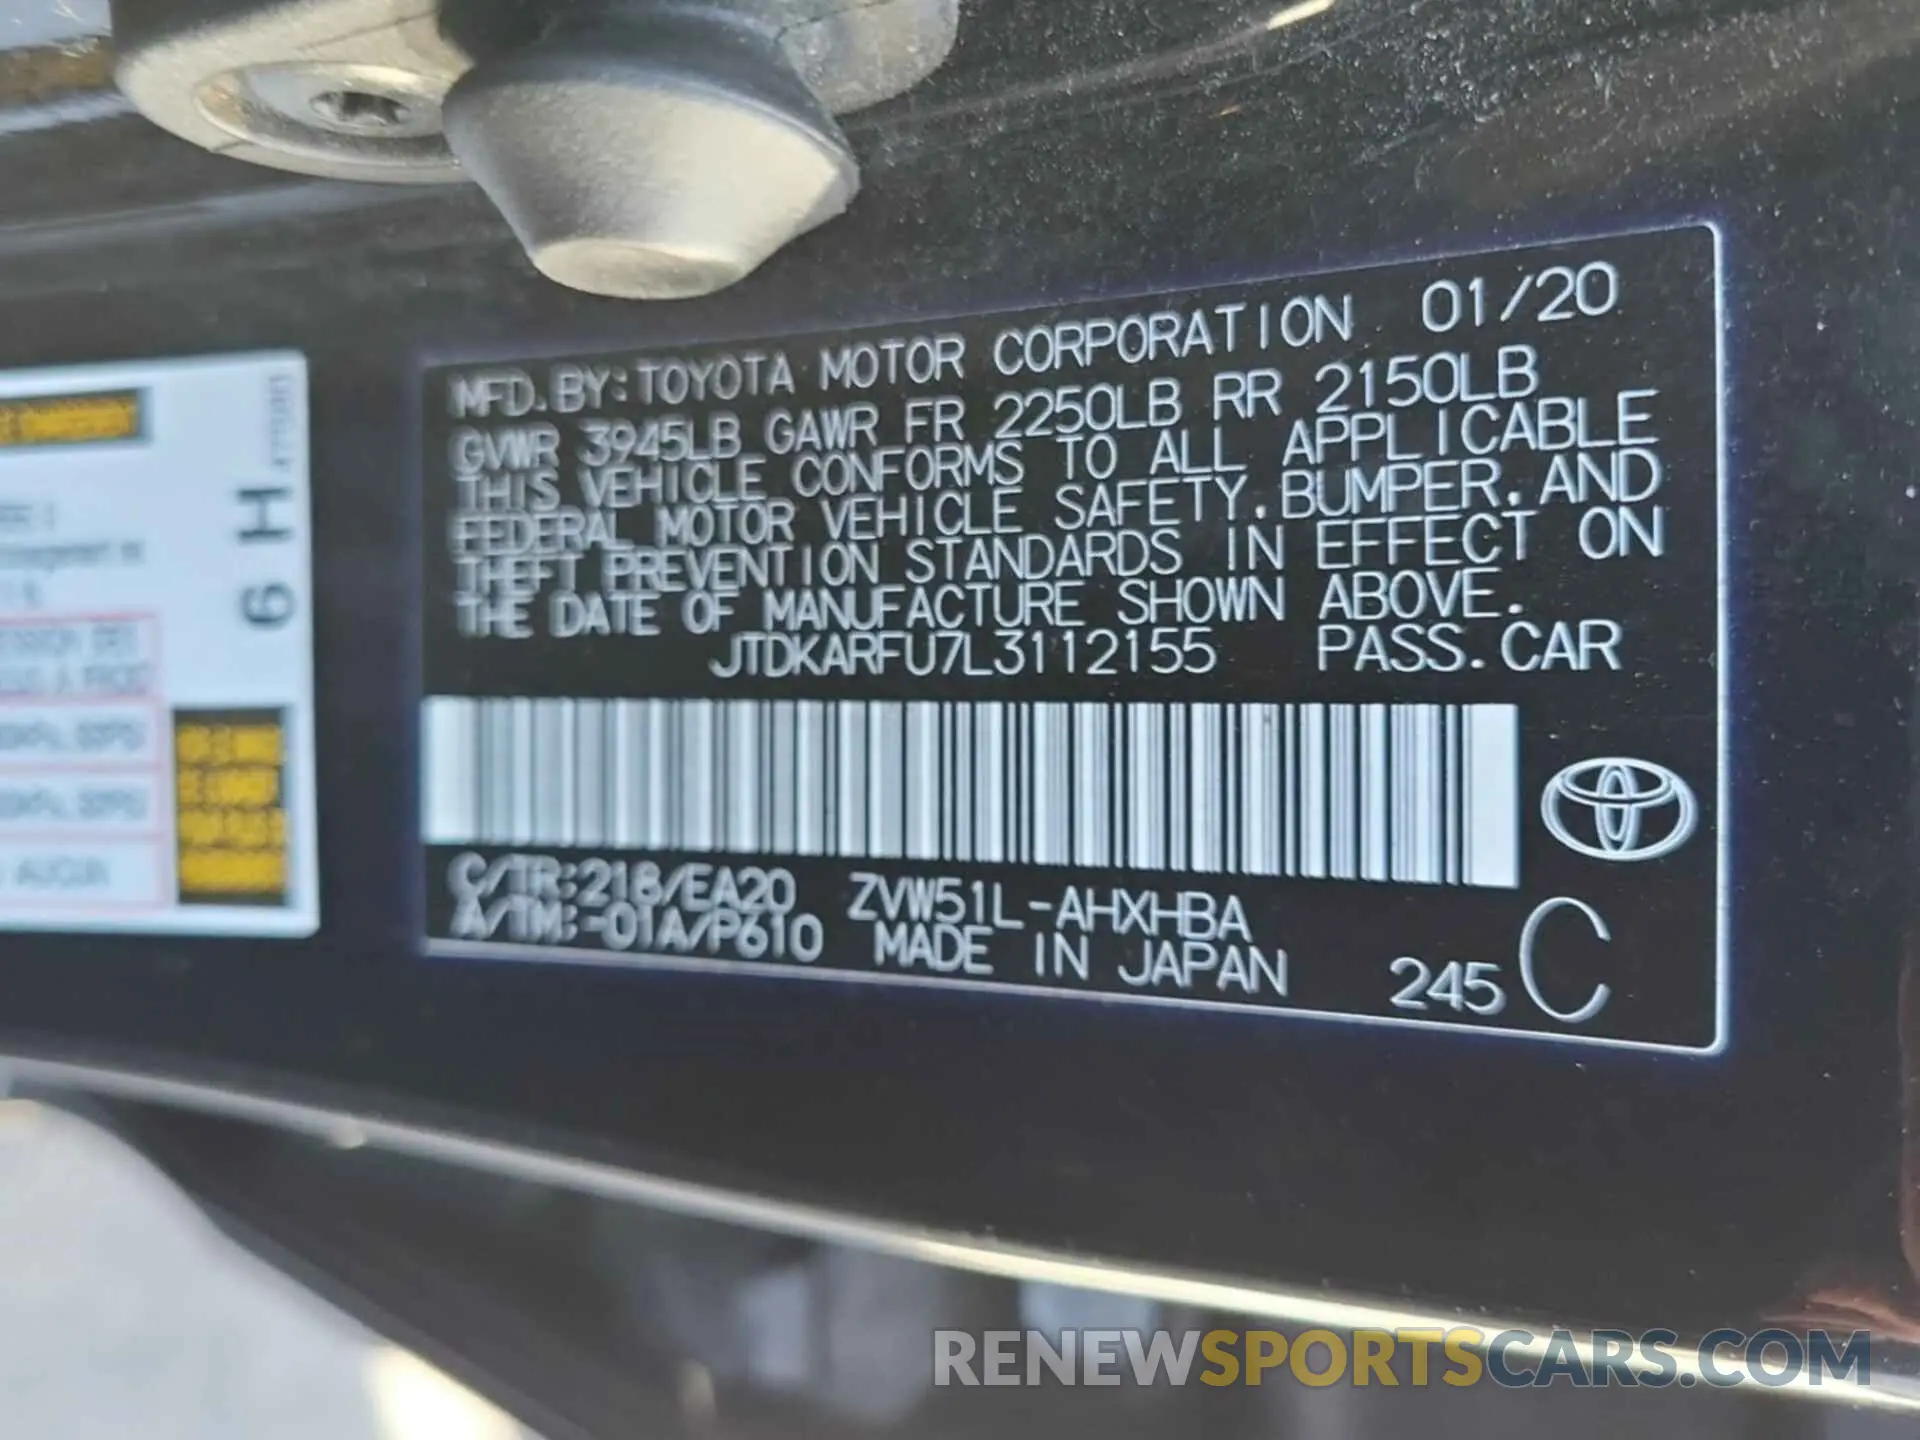 MFD.BY:TOYOTA MOTOR CORPORATION 01/20
GVWR 3945LB GAWR FR 2250LB RR 2150LB
THIS VEHICLE CONFORMS TO ALL APPLICABLE
FEDERAL MOTOR VEHICLE SAFETY, BUMPER, AND
THEFT PREVENTION STANDARDS IN EFFECT ON
THE DATE OF MANUFACTURE SHOWN ABOVE.
JTDKARFU7L3112155 PASS.CAR
C/TR:218/EA20 ZVW51L-AHXHBA
A/TM:-01A/P610 MADE IN JAPAN
245 C
6 H
RENEWSPORTSCARS.COM